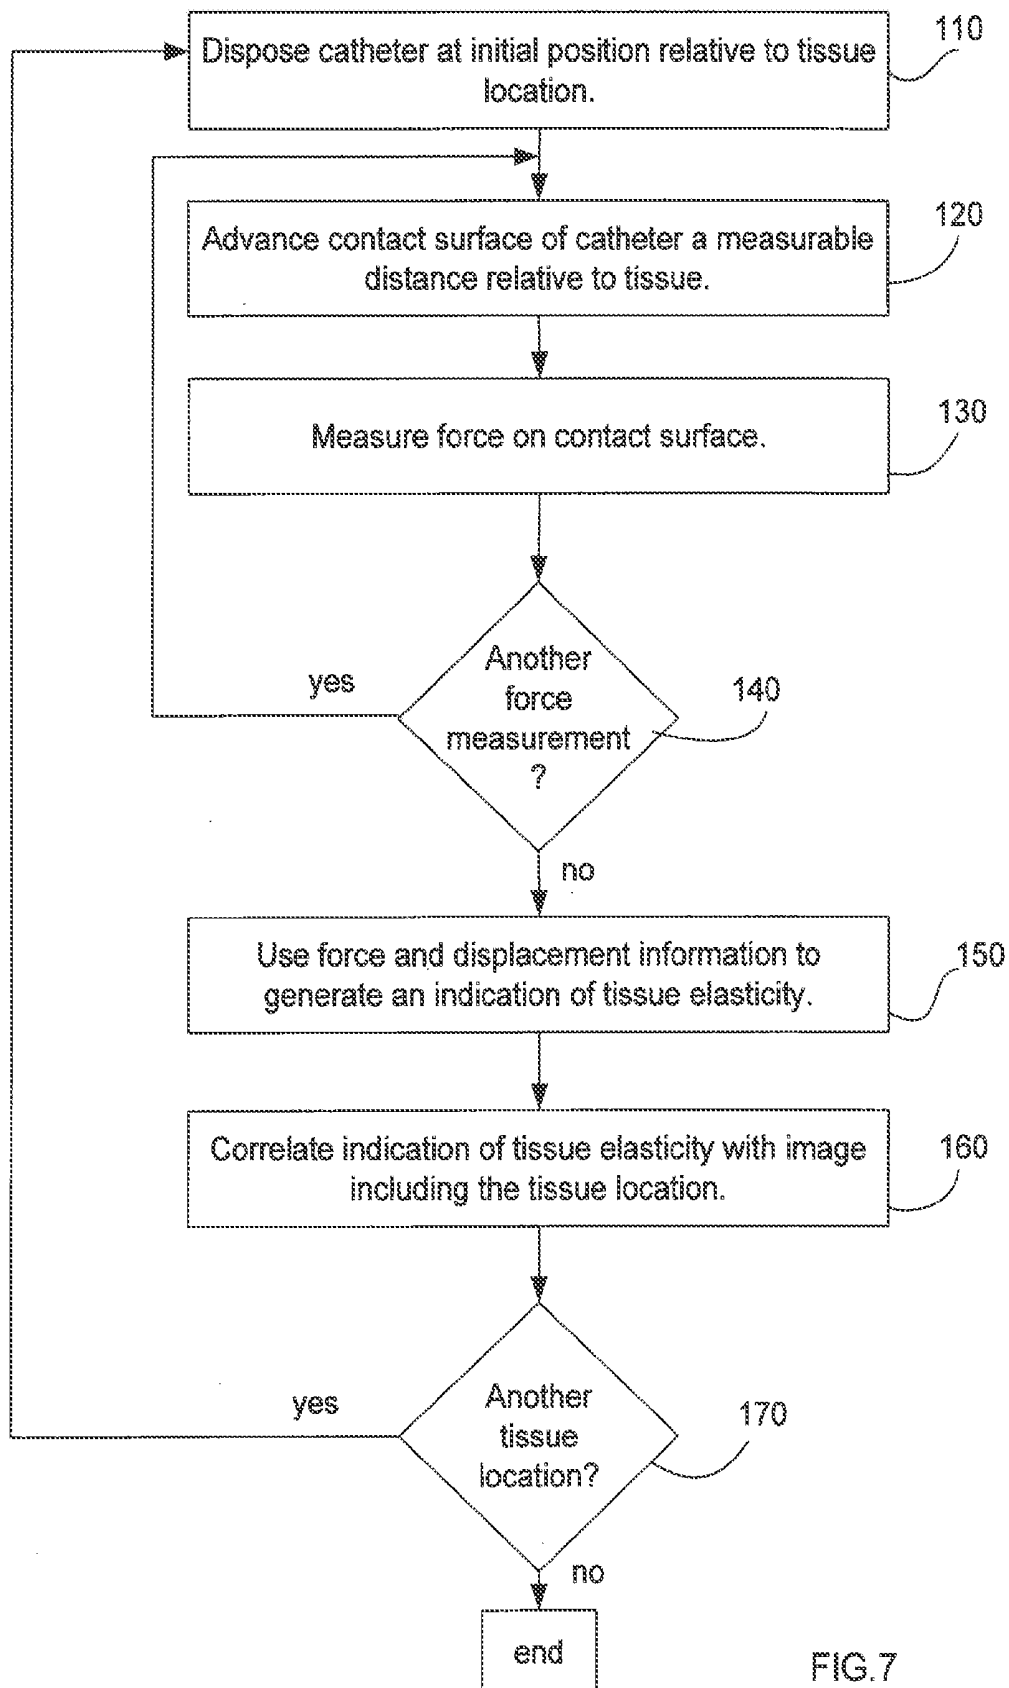 110
Dispose catheter at initial position relative to tissue
location.
120
Advance contact surface of catheter a measurable
distance relative to tissue.
130
Measure force on contact surface.
Another
force
measurement
?
140
yes
no
150
Use force and displacement information to
generate an indication of tissue elasticity.
160
Correlate indication of tissue elasticity with image
including the tissue location.
Another
tissue
location?
170
yes
no
end
FIG.7